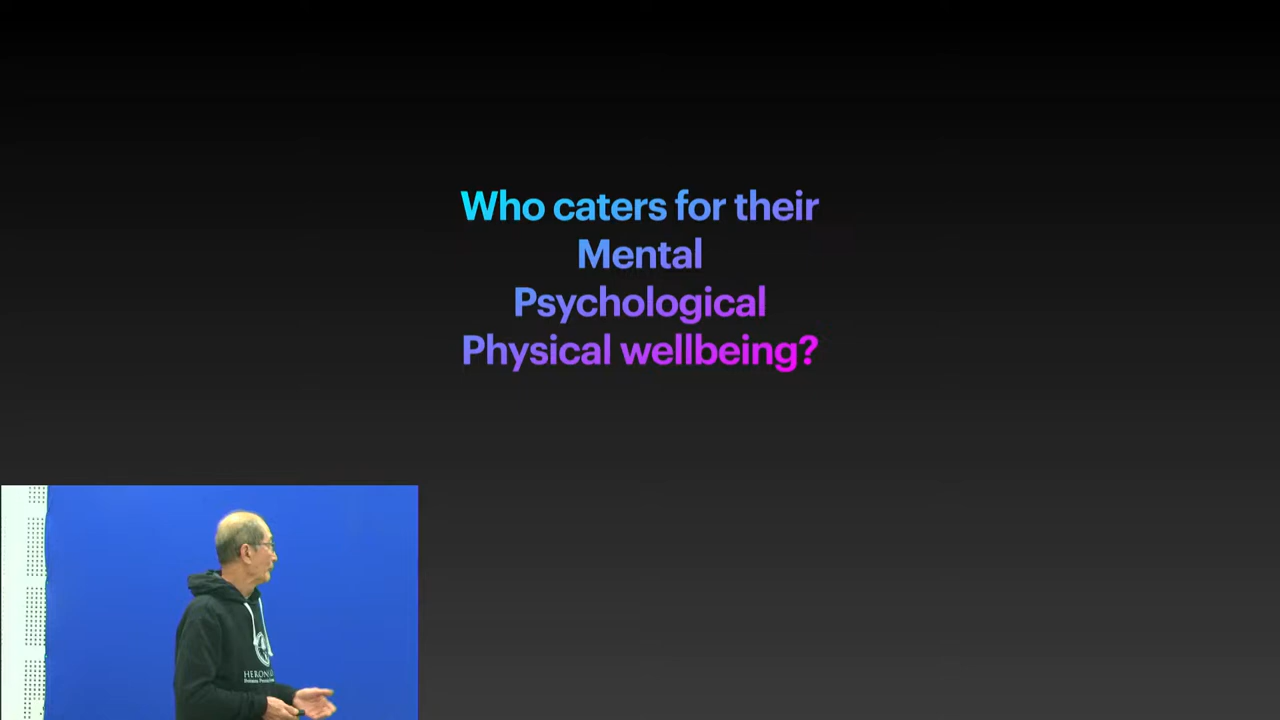 Who caters for their
Mental
Psychological
Physical wellbeing?